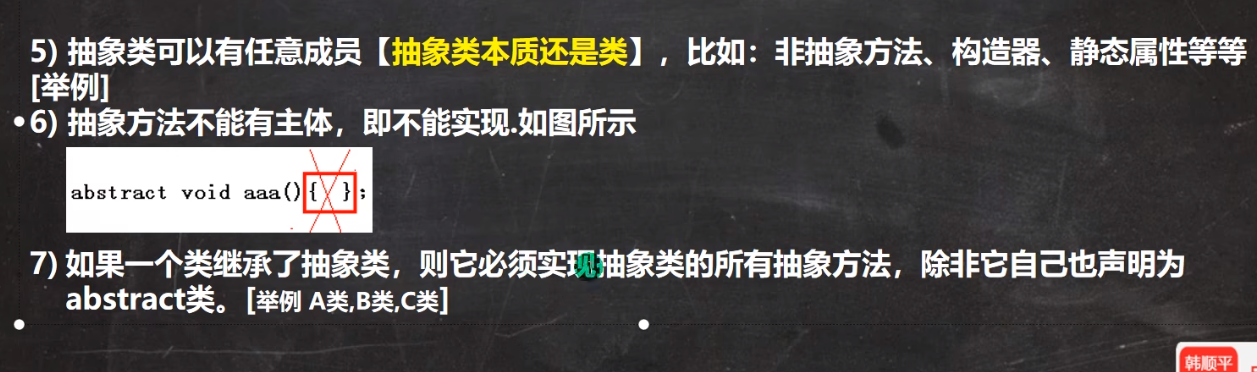 5) 抽象类可以有任意成员【抽象类本质还是类】，比如：非抽象方法、构造器、静态属性等等
[举例]
•6) 抽象方法不能有主体，即不能实现.如图所示
abstract void aaa(){ };
7) 如果一个类继承了抽象类，则它必须实现抽象类的所有抽象方法，除非它自己也声明为
abstract类。[举例 A类,B类,C类]
韩顺平